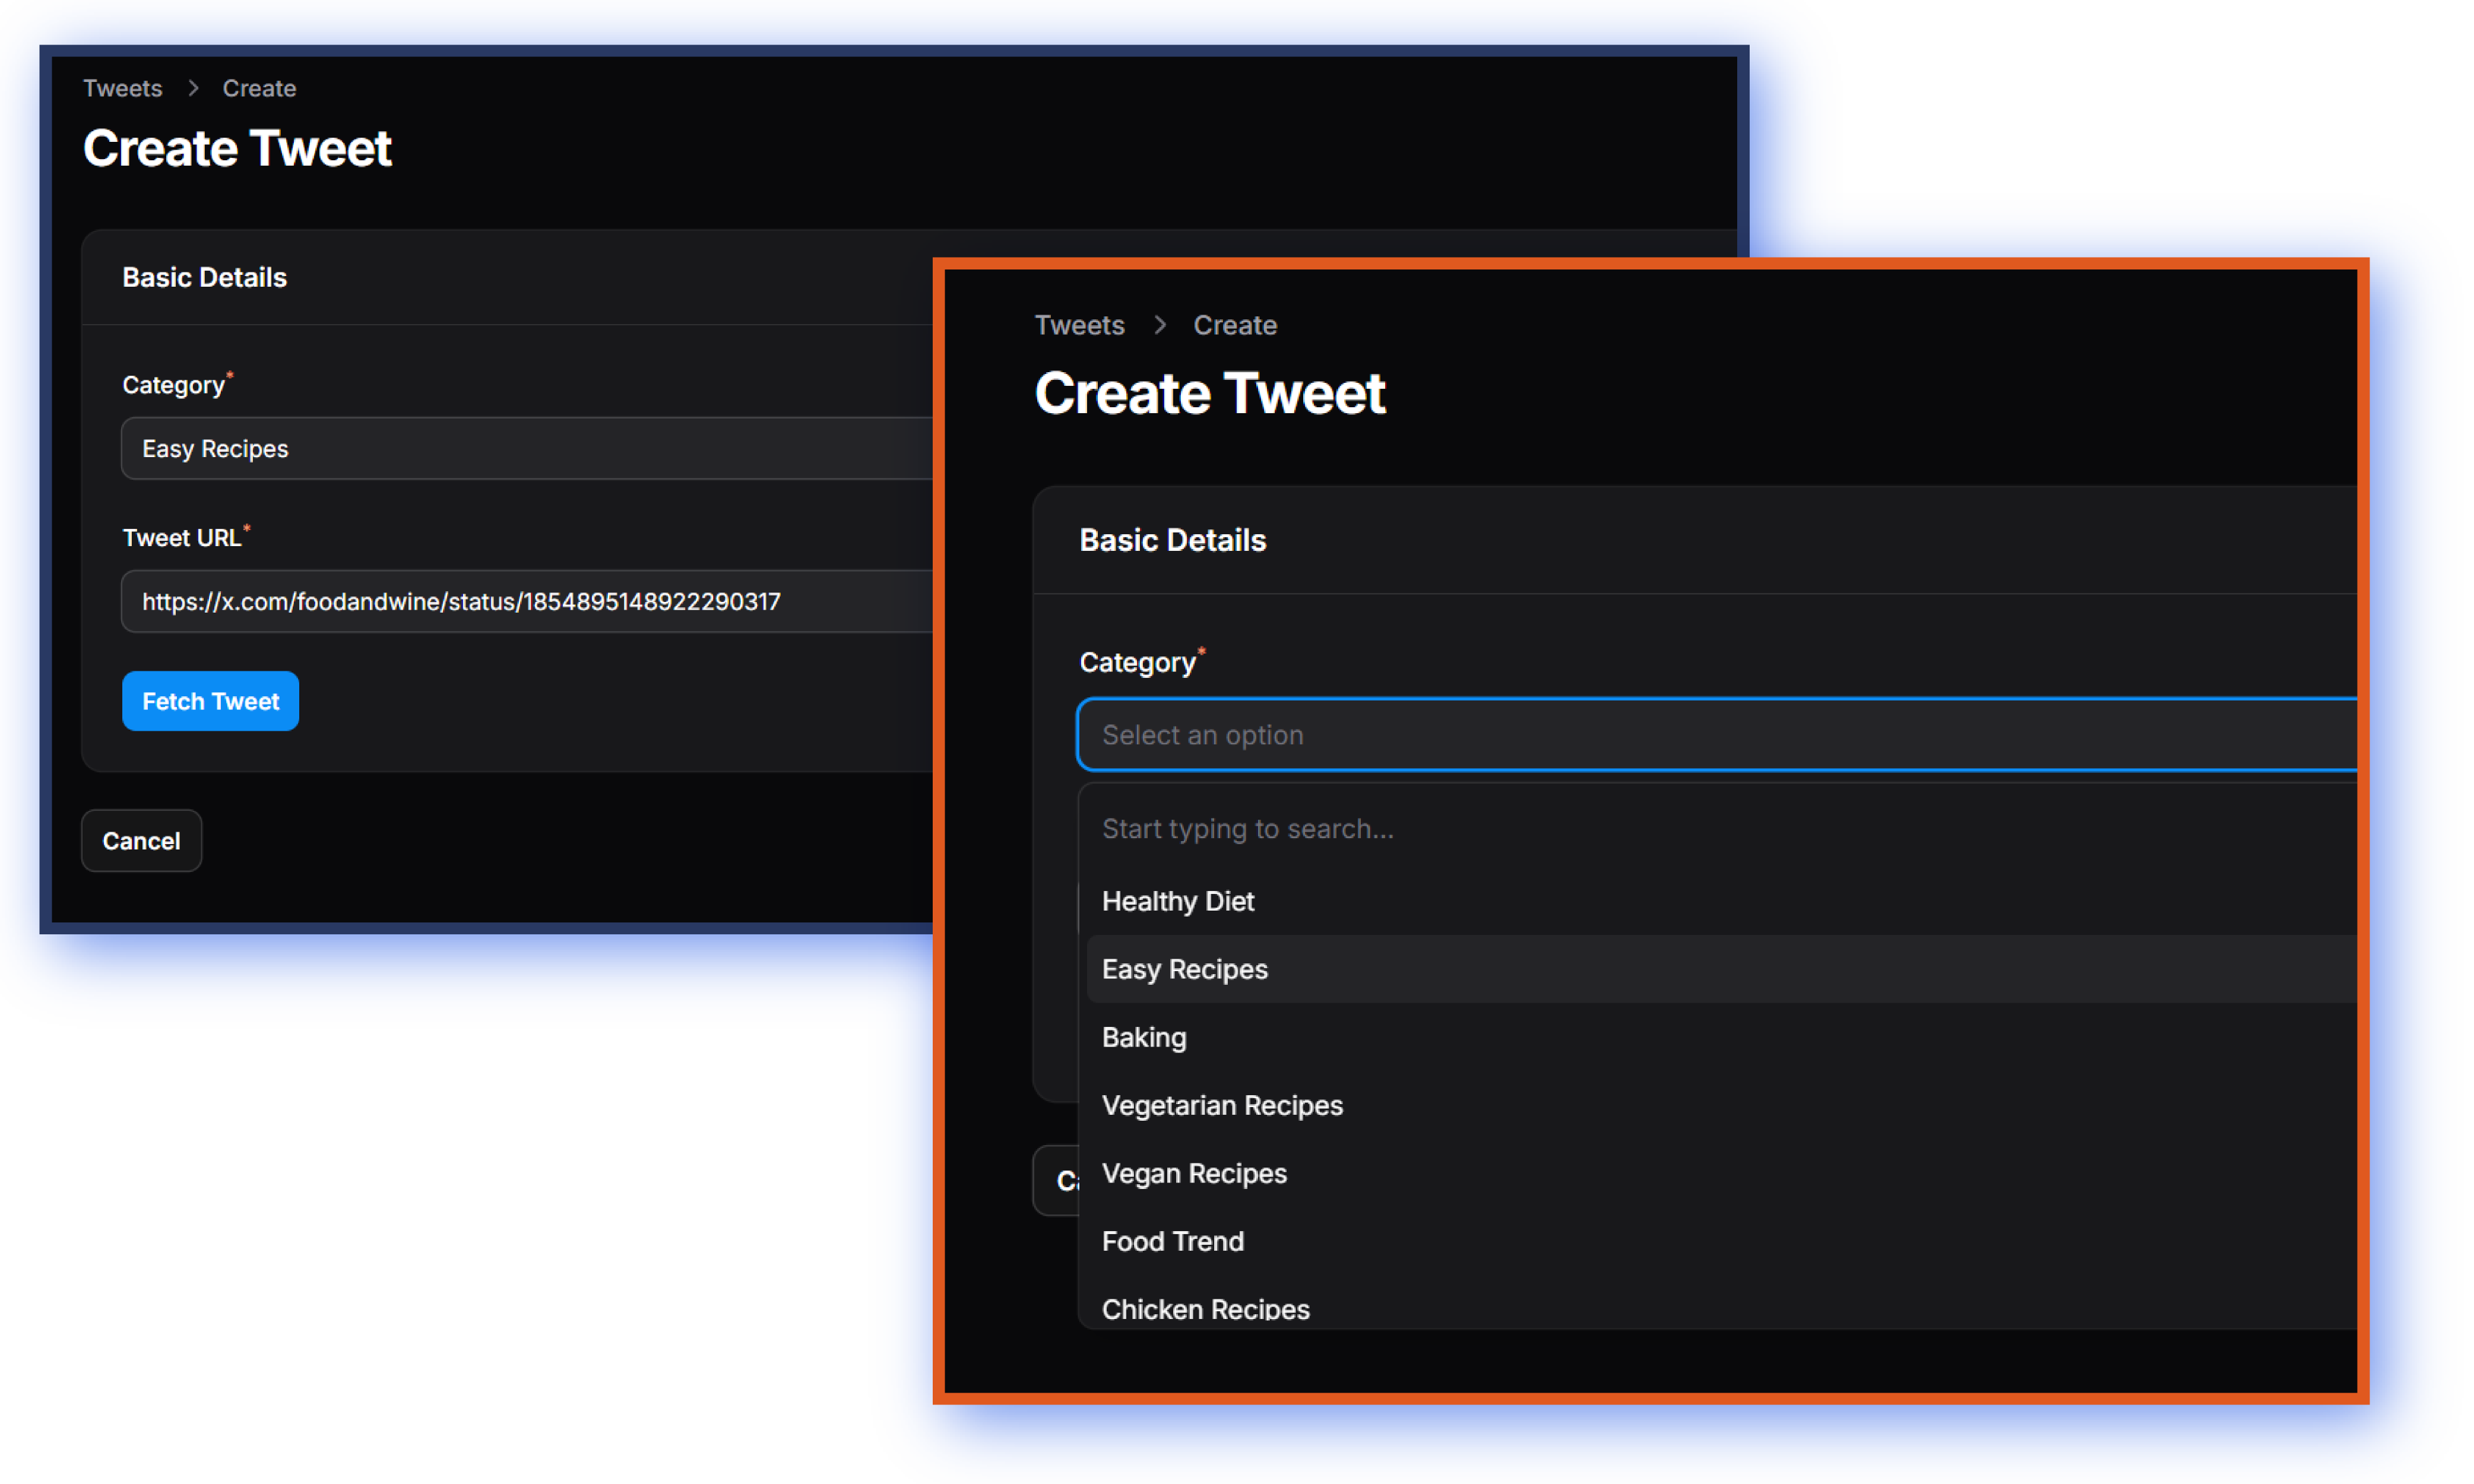 Tweets > Create
Create Tweet
Basic Details
Category*
Easy Recipes
Tweet URL*
https://x.com/foodandwine/status/1854895148922290317
Fetch Tweet
Cancel
Tweets > Create
Create Tweet
Basic Details
Category*
Select an option
Start typing to search...
Healthy Diet
Easy Recipes
Baking
Vegetarian Recipes
Vegan Recipes
Food Trend
Chicken Recipes